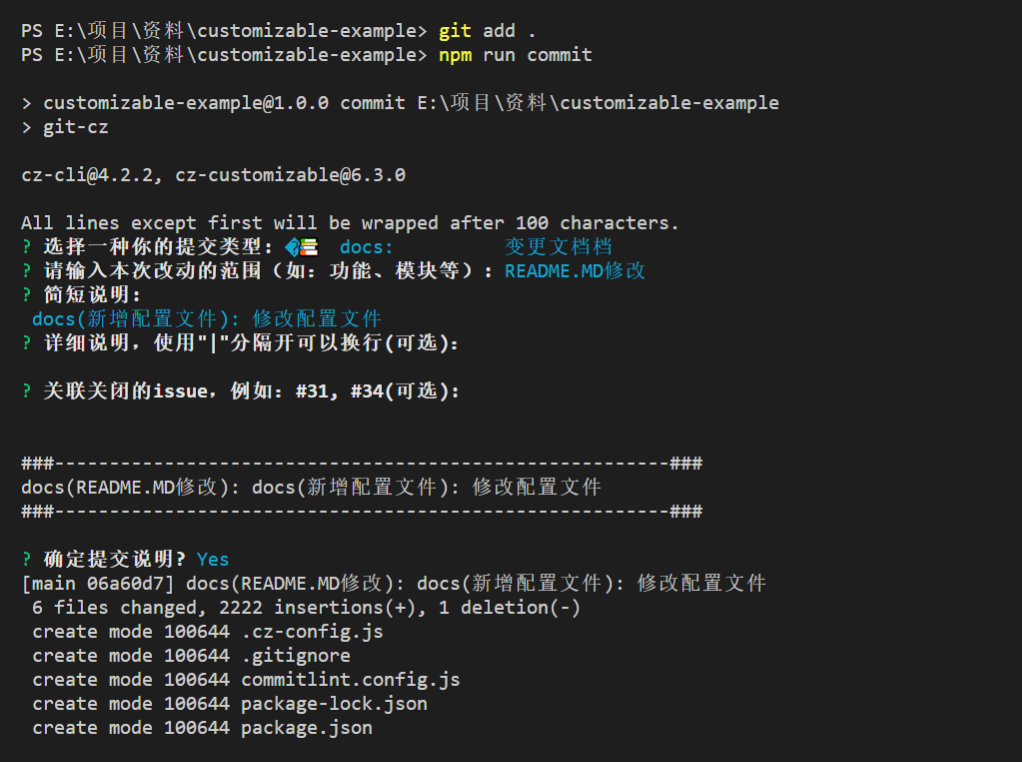 PS E:\项目\资料\customizable-example> git add .
PS E:\项目\资料\customizable-example> npm run commit
> customizable-example@1.0.0 commit E:\项目\资料\customizable-example
> git-cz
cz-cli@4.2.2, cz-customizable@6.3.0
All lines except first will be wrapped after 100 characters.
? 选择一种你的提交类型: �📚 docs: 变更文档档
? 请输入本次改动的范围（如：功能、模块等）: README.MD修改
? 简短说明:
docs(新增配置文件): 修改配置文件
? 详细说明，使用"|"分隔开可以换行(可选):
? 关联关闭的issue，例如：#31, #34(可选):
###--------------------------------------------------------###
docs(README.MD修改): docs(新增配置文件): 修改配置文件
###--------------------------------------------------------###
? 确定提交说明? Yes
[main 06a60d7] docs(README.MD修改): docs(新增配置文件): 修改配置文件
6 files changed, 2222 insertions(+), 1 deletion(-)
create mode 100644 .cz-config.js
create mode 100644 .gitignore
create mode 100644 commitlint.config.js
create mode 100644 package-lock.json
create mode 100644 package.json